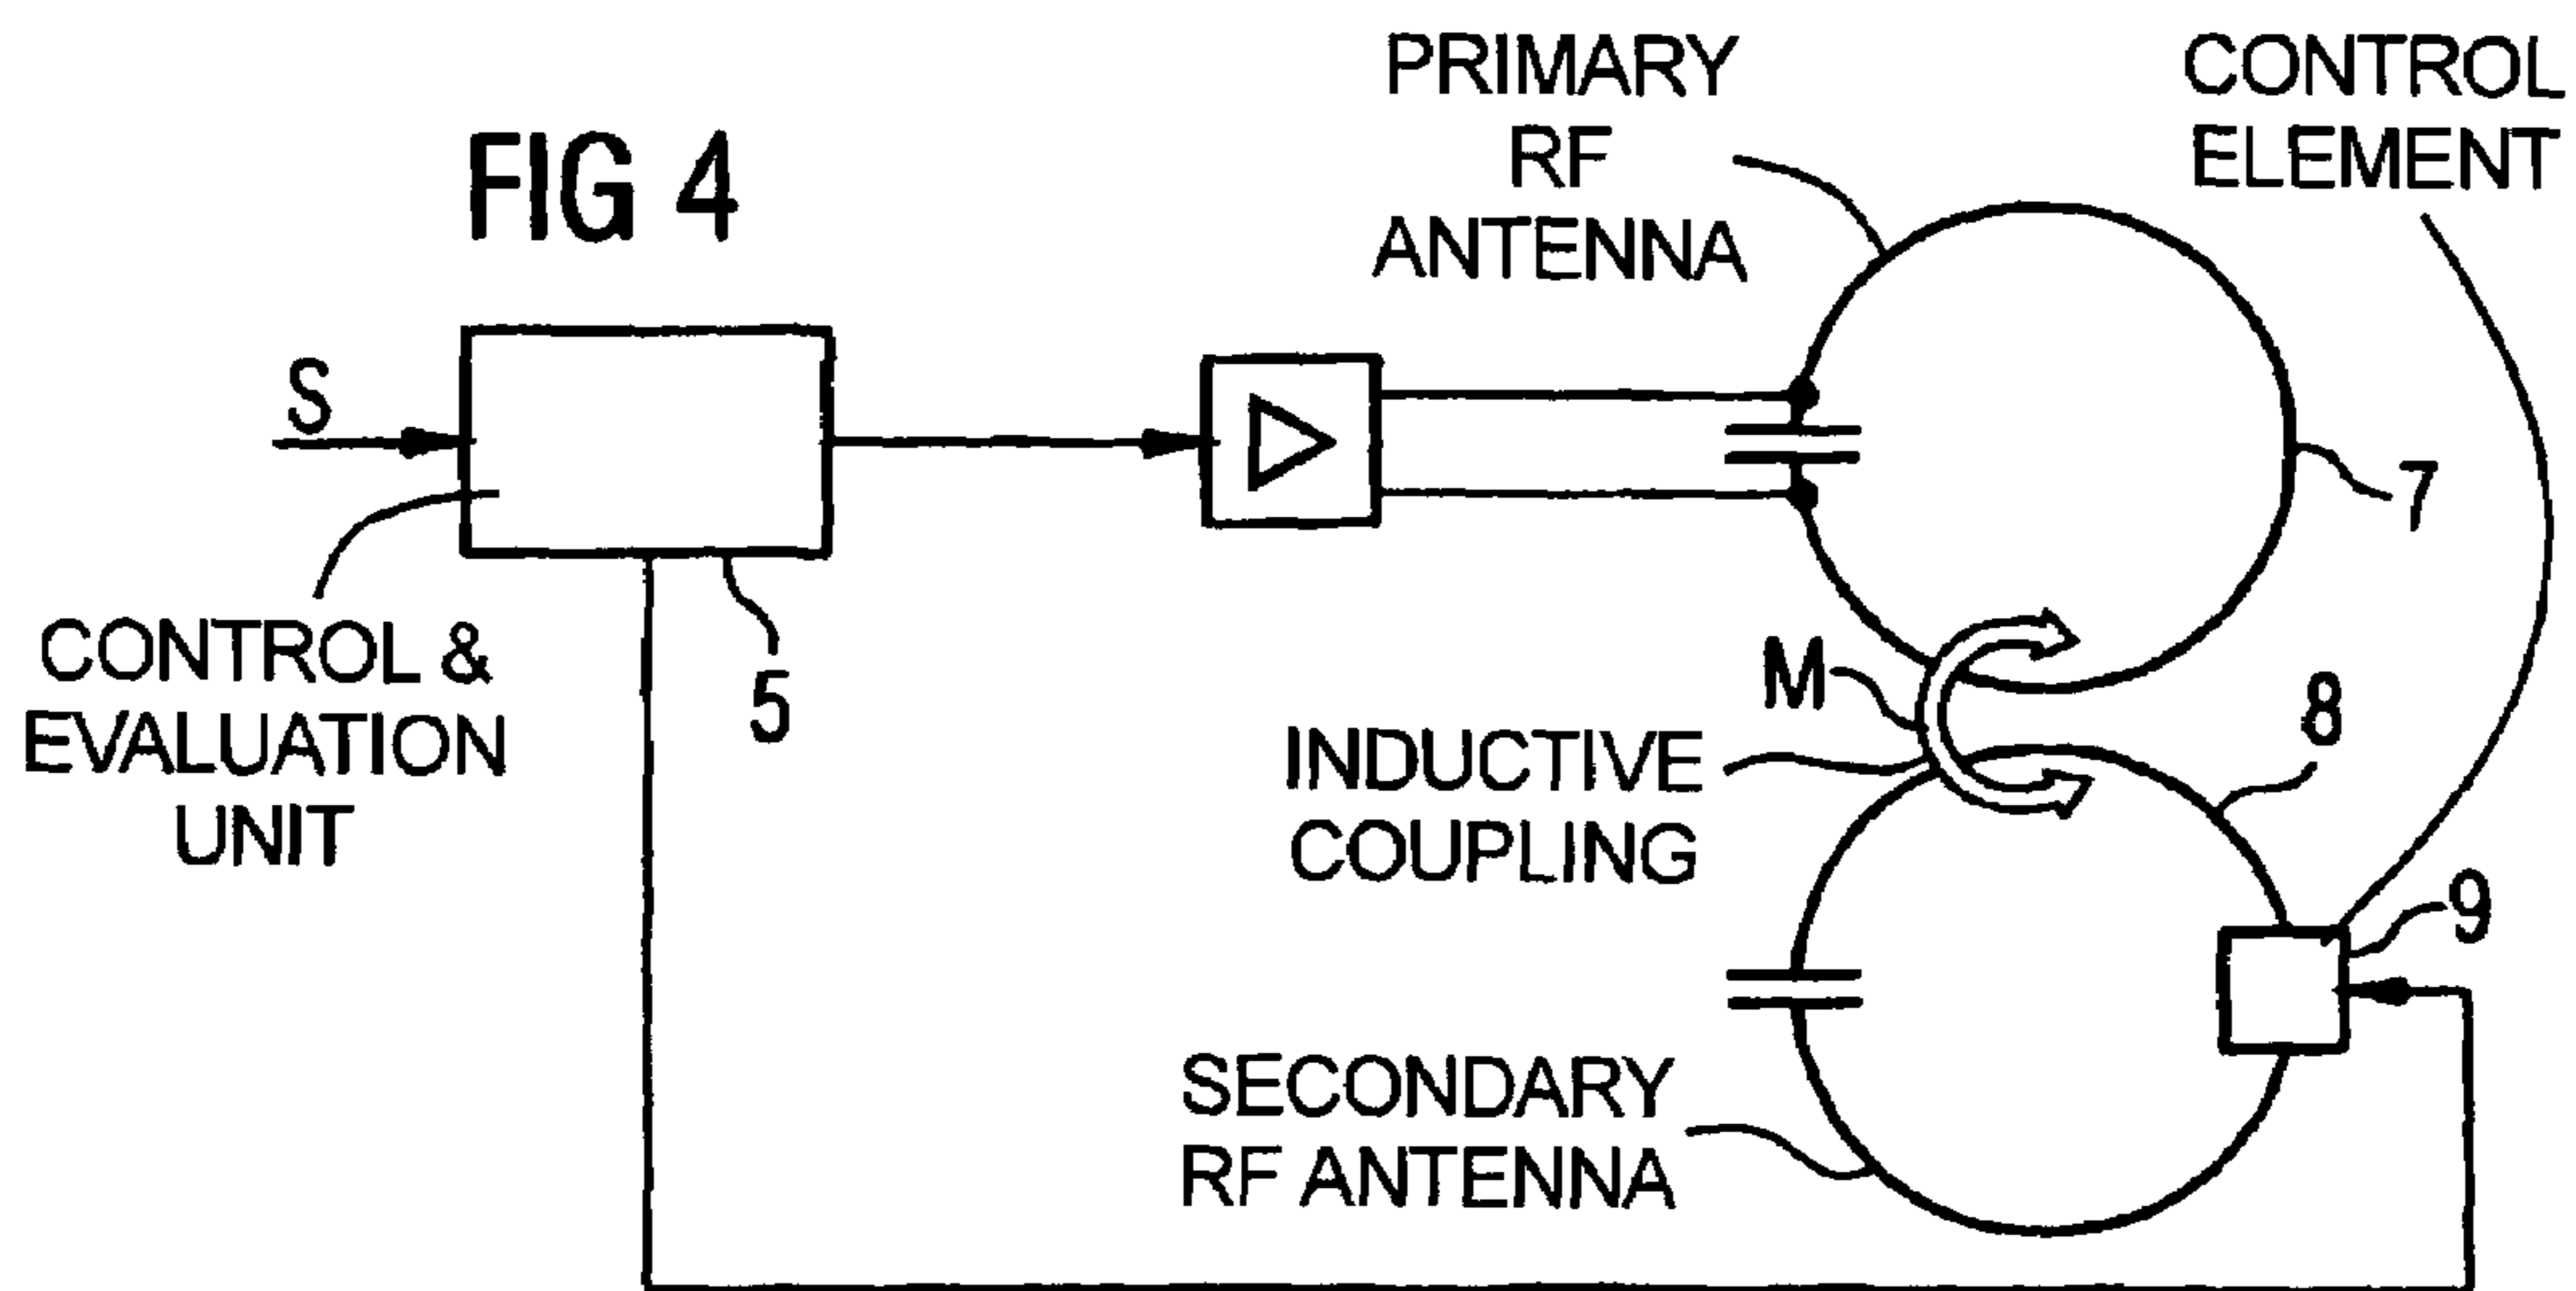 FIG 4
PRIMARY
RF
ANTENNA
CONTROL
ELEMENT
S
7
CONTROL &
EVALUATION
UNIT
5
M
INDUCTIVE
COUPLING
8
9
SECONDARY
RF ANTENNA